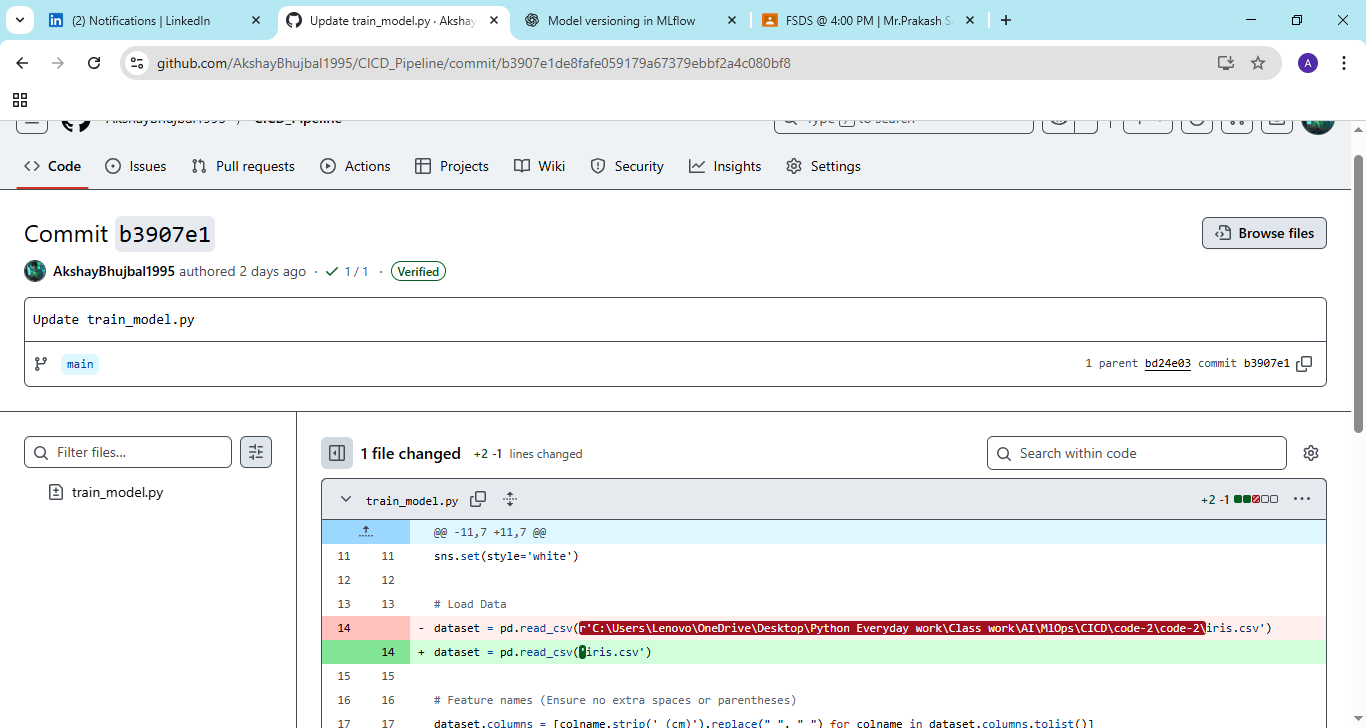 (2) Notifications | LinkedIn
Update train_model.py · Akshay
Model versioning in MLflow
FSDS @ 4:00 PM | Mr.Prakash S
github.com/AkshayBhujbal1995/CICD_Pipeline/commit/b3907e1de8fafe059179a67379ebbf2a4c080bf8
A
AkshayBhujbal1995 / CICD_Pipeline
Type / to search
Code
Issues
Pull requests
Actions
Projects
Wiki
Security
Insights
Settings
Commit b3907e1
Browse files
AkshayBhujbal1995 authored 2 days ago · 1 / 1 · Verified
Update train_model.py
main
1 parent bd24e03 commit b3907e1
Filter files...
train_model.py
1 file changed +2 -1 lines changed
Search within code
train_model.py
+2 -1
@@ -11,7 +11,7 @@
11 11 sns.set(style='white')
12 12
13 13 # Load Data
14 - dataset = pd.read_csv(r'C:\Users\Lenovo\OneDrive\Desktop\Python Everyday work\Class work\AI\MlOps\CICD\code-2\code-2\iris.csv')
14 + dataset = pd.read_csv('iris.csv')
15 15
16 16 # Feature names (Ensure no extra spaces or parentheses)
17 17 dataset.columns = [colname.strip(' (cm)').replace(" ", "_") for colname in dataset.columns.tolist()]